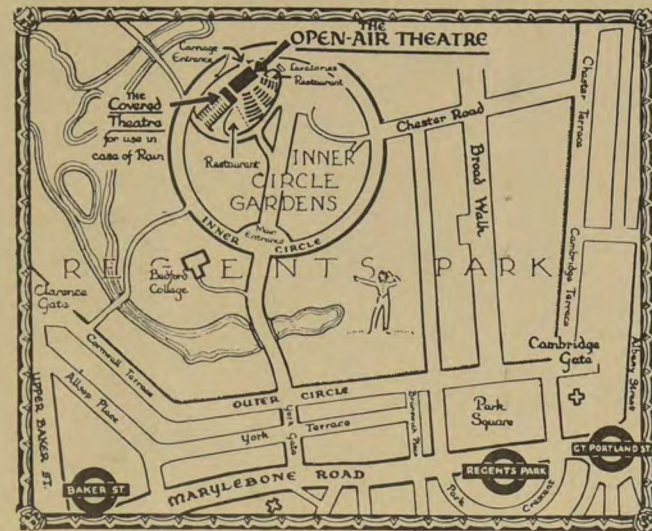 THE
OPEN-AIR THEATRE
Carriage
Entrance
Lavatories
Restaurant
THE
Covered
Theatre
for use in
case of Rain
Restaurant
Chester Road
Chester Terrace
INNER
CIRCLE
GARDENS
BROAD WALK
Main
Entrance
INNER CIRCLE
REGENTS PARK
Bedford
College
Clarence
Gate
Cambridge Terrace
Cambridge
Gate
Albany Street
Cornwall Terrace
Allsop Place
UPPER BAKER ST.
OUTER CIRCLE
York Gate
York Terrace
Brunswick Place
Park
Square
MARYLEBONE ROAD
BAKER ST.
REGENTS PARK
GT. PORTLAND ST.
Park Crescent